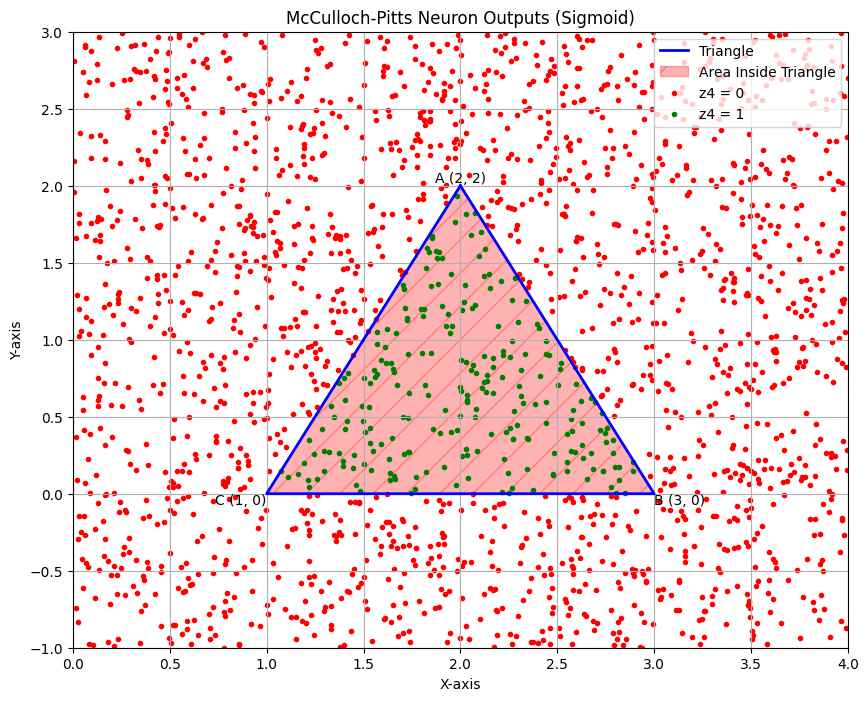 McCulloch-Pitts Neuron Outputs (Sigmoid)
Triangle
Area Inside Triangle
z4 = 0
z4 = 1
3.0
2.5
2.0
1.5
1.0
0.5
0.0
−0.5
−1.0
Y-axis
A (2, 2)
C (1, 0)
B (3, 0)
0.0 0.5 1.0 1.5 2.0 2.5 3.0 3.5 4.0
X-axis